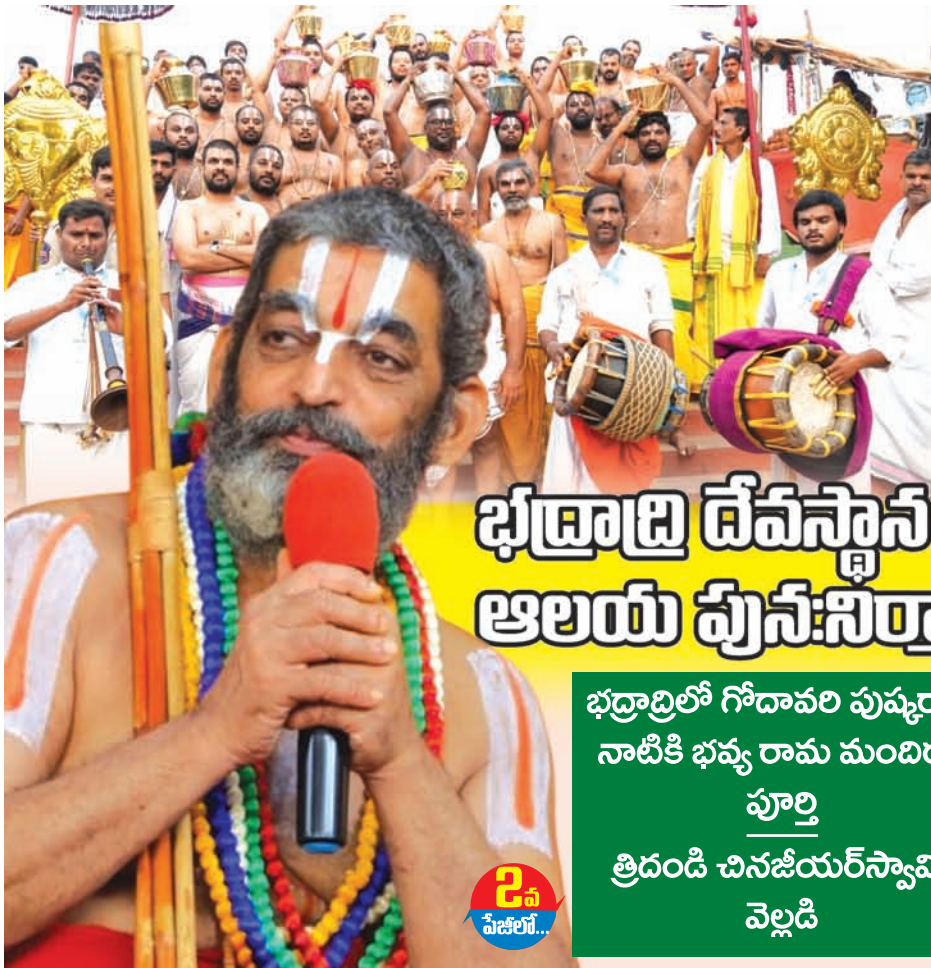 భద్రాద్రి దేవస్థాన
ఆలయ పున:నిర్మా
భద్రాద్రిలో గోదావరి పుష్కరా
నాటికి భవ్య రామ మందిర
పూర్తి
త్రిదండి చినజీయర్‌స్వామి
వెల్లడి
2వ
పేజీలో...